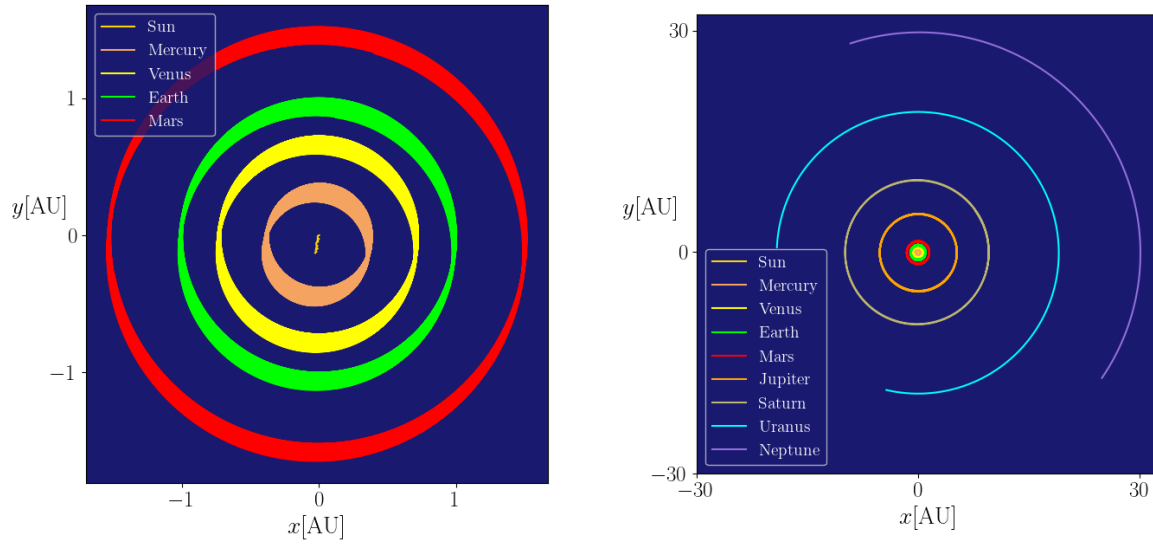 Sun
Mercury
Venus
Earth
Mars
1
0
−1
y[AU]
−1
0
1
x[AU]
30
0
−30
y[AU]
Sun
Mercury
Venus
Earth
Mars
Jupiter
Saturn
Uranus
Neptune
−30
0
30
x[AU]